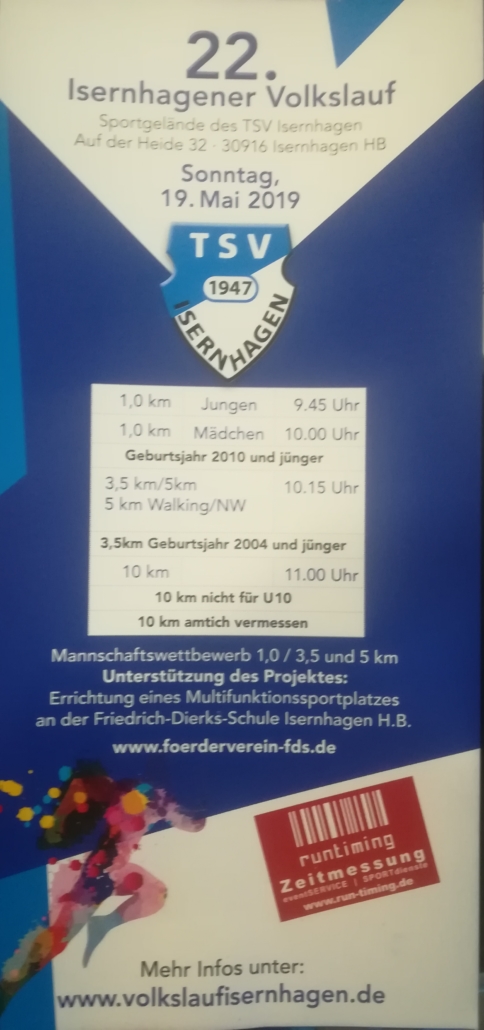 22.
Isernhagener Volkslauf
Sportgelände des TSV Isernhagen
Auf der Heide 32 · 30916 Isernhagen HB
Sonntag,
19. Mai 2019
TSV
1947
ISERNHAGEN
1,0 km Jungen 9.45 Uhr
1,0 km Mädchen 10.00 Uhr
Geburtsjahr 2010 und jünger
3,5 km/5km 10.15 Uhr
5 km Walking/NW
3,5km Geburtsjahr 2004 und jünger
10 km 11.00 Uhr
10 km nicht für U10
10 km amtich vermessen
Mannschaftswettbewerb 1,0 / 3,5 und 5 km
Unterstützung des Projektes:
Errichtung eines Multifunktionssportplatzes
an der Friedrich-Dierks-Schule Isernhagen H.B.
www.foerderverein-fds.de
runtiming
Zeitmessung
eventSERVICE | SPORTdienste
www.run-timing.de
Mehr Infos unter:
www.volkslaufisernhagen.de